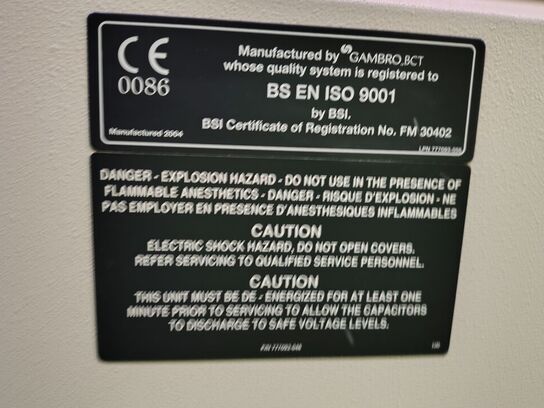 CE
0086
Manufactured by GAMBRO BCT
whose quality system is registered to
BS EN ISO 9001
by BSI.
BSI Certificate of Registration No. FM 30402
Manufactured 2004
DANGER - EXPLOSION HAZARD - DO NOT USE IN THE PRESENCE OF
FLAMMABLE ANESTHETICS - DANGER - RISQUE D'EXPLOSION - NE
PAS EMPLOYER EN PRESENCE D'ANESTHESIQUES INFLAMMABLES
CAUTION
ELECTRIC SHOCK HAZARD, DO NOT OPEN COVERS.
REFER SERVICING TO QUALIFIED SERVICE PERSONNEL.
CAUTION
THIS UNIT MUST BE DE - ENERGIZED FOR AT LEAST ONE
MINUTE PRIOR TO SERVICING TO ALLOW THE CAPACITORS
TO DISCHARGE TO SAFE VOLTAGE LEVELS.